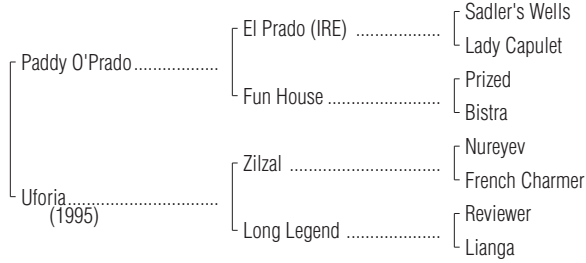 Sadler's Wells
El Prado (IRE) ....................
Lady Capulet
Paddy O'Prado..................
Prized
Fun House ........................
Bistra
Nureyev
Zilzal ................................
French Charmer
Uforia................................
(1995)
Reviewer
Long Legend ....................
Lianga